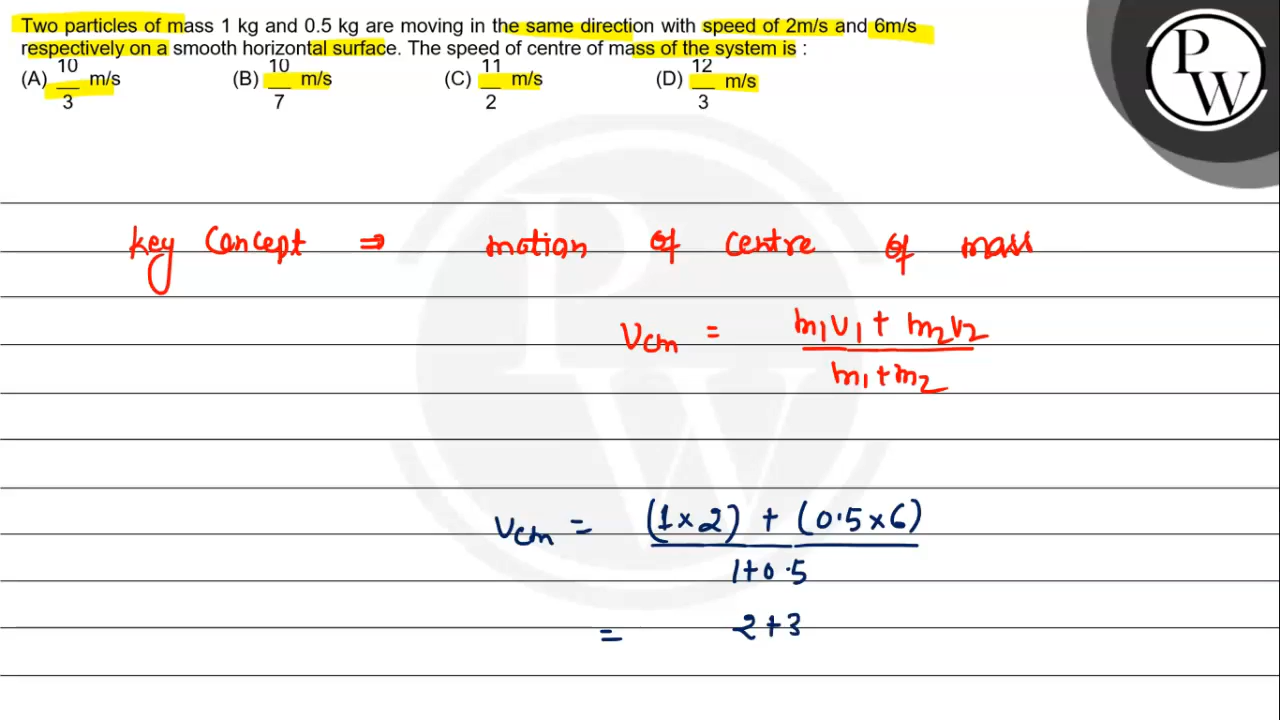 Two particles of mass 1 kg and 0.5 kg are moving in the same direction with speed of 2m/s and 6m/s
respectively on a smooth horizontal surface. The speed of centre of mass of the system is :
(A) 10/3 m/s (B) 10/7 m/s (C) 11/2 m/s (D) 12/3 m/s
P
W
Key Concept ⇒ motion of centre of mass
Vcm = m₁v₁ + m₂v₂
m₁+m₂
Vcm = (1×2) + (0.5×6)
1+0.5
= 2+3